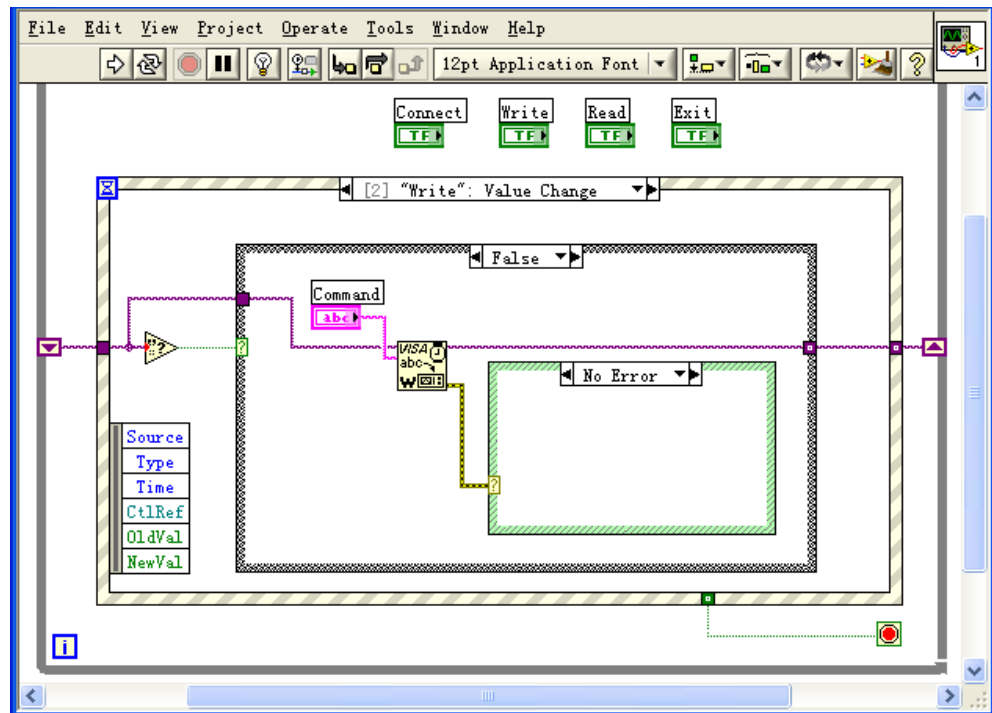 File Edit View Project Operate Tools Window Help
12pt Application Font
1
Connect Write Read Exit
TF TF TF TF
[2] "Write": Value Change
False
Command
abc
"?
?
VISA
abc
W
No Error
?
Source
Type
Time
CtlRef
OldVal
NewVal
i